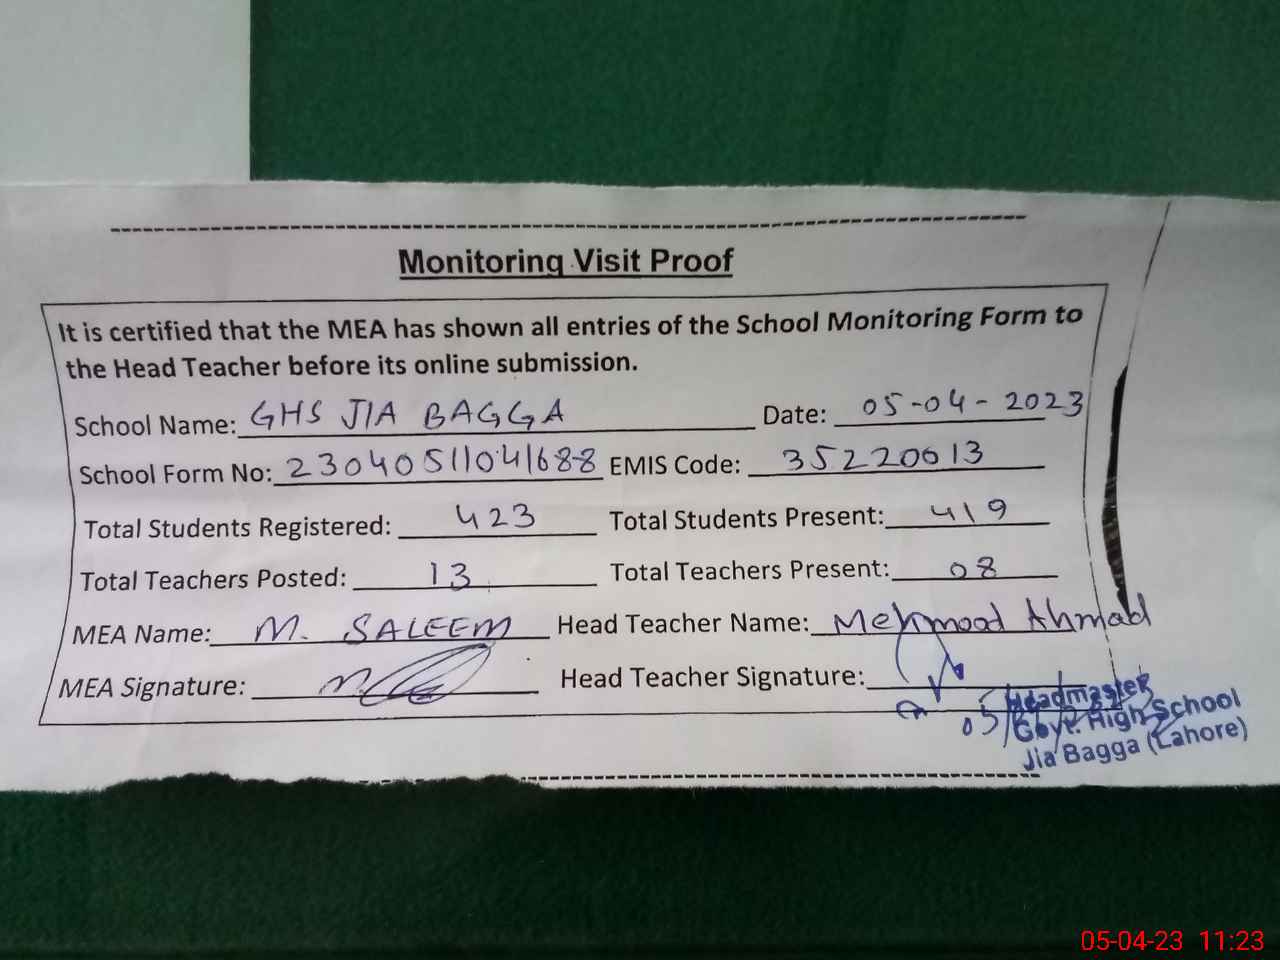 Monitoring Visit Proof
It is certified that the MEA has shown all entries of the School Monitoring Form to
the Head Teacher before its online submission.
School Name: GHS JIA BAGGA Date: 05-04-2023
School Form No: 23040511041688 EMIS Code: 35220013
Total Students Registered: 423 Total Students Present: 419
Total Teachers Posted: 13 Total Teachers Present: 08
MEA Name: M. SALEEM Head Teacher Name: Mehmood Ahmad
MEA Signature: Head Teacher Signature:
Headmaster
Govt. High School
Jia Bagga (Lahore)
05-04-23 11:23